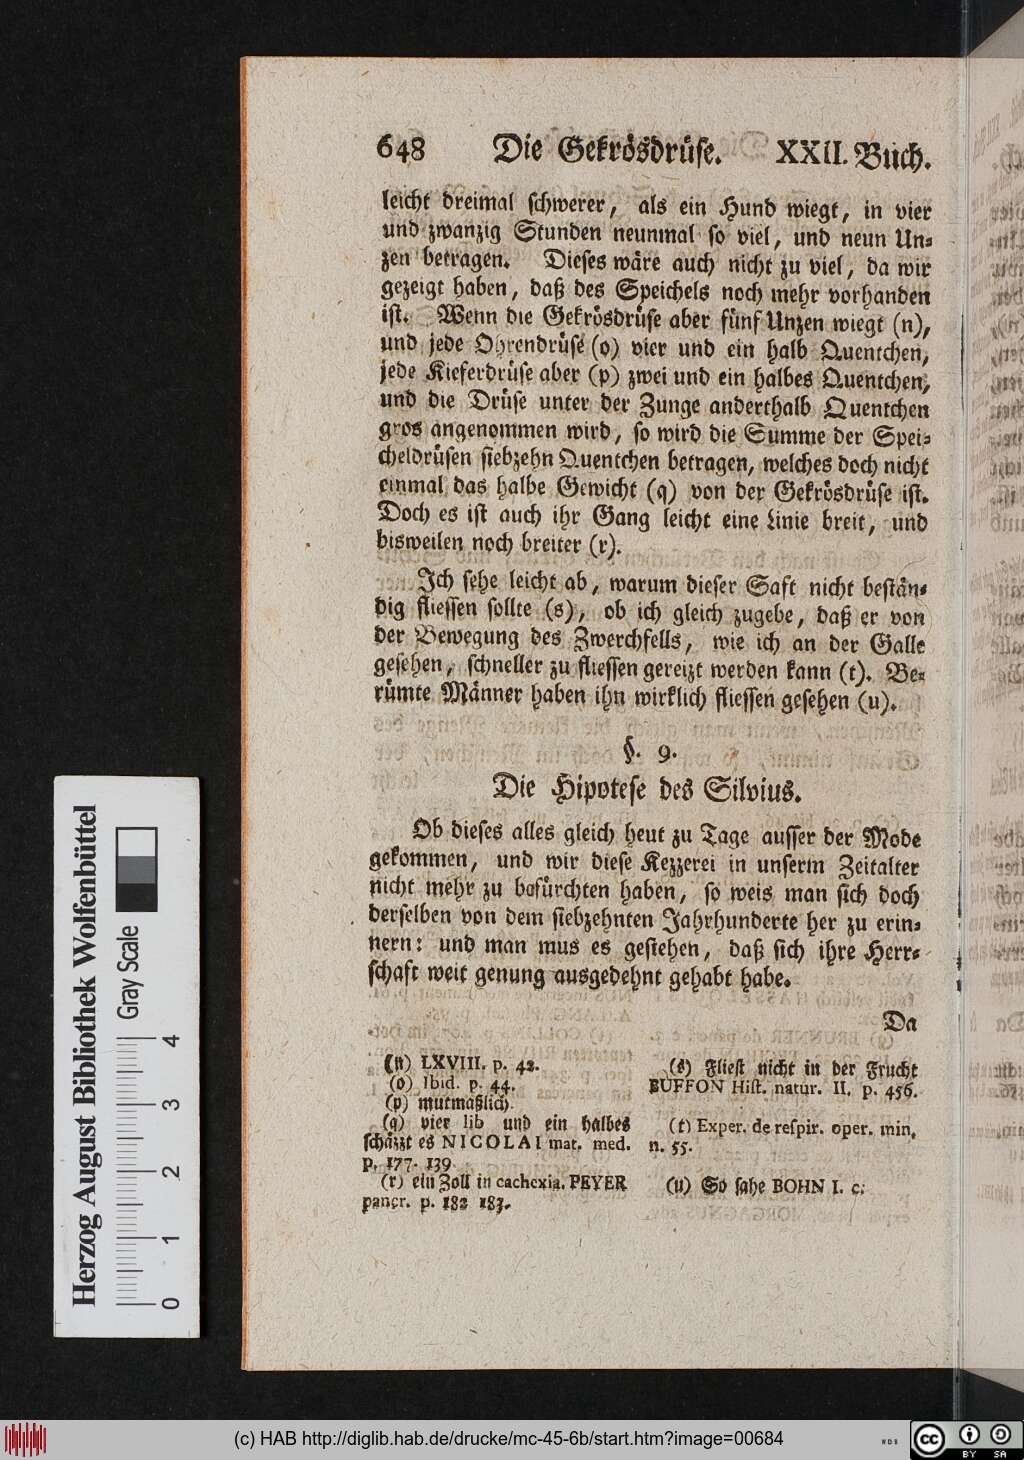 648 Die Gekrösdrüse. XXII. Buch.
leicht dreimal schwerer, als ein Hund wiegt, in vier
und zwanzig Stunden neunmal so viel, und neun Un-
zen betragen. Dieses wäre auch nicht zu viel, da wir
gezeigt haben, daß des Speichels noch mehr vorhanden
ist. Wenn die Gekrösdrüse aber fünf Unzen wiegt (n),
und jede Ohrendrüse (o) vier und ein halb Quentchen,
jede Kieferdrüse aber (p) zwei und ein halbes Quentchen,
und die Drüse unter der Zunge anderthalb Quentchen
gros angenommen wird, so wird die Summe der Spei-
cheldrüsen siebzehn Quentchen betragen, welches doch nicht
einmal das halbe Gewicht (q) von der Gekrösdrüse ist.
Doch es ist auch ihr Gang leicht eine Linie breit, und
bisweilen noch breiter (r).
Ich sehe leicht ab, warum dieser Saft nicht bestän-
dig fliessen sollte (s), ob ich gleich zugebe, daß er von
der Bewegung des Zwerchfells, wie ich an der Galle
gesehen, schneller zu fliessen gereizt werden kann (t). Be-
rümte Männer haben ihn wirklich fliessen gesehen (u).
§. 9.
Die Hipotese des Silvius.
Ob dieses alles gleich heut zu Tage ausser der Mode
gekommen, und wir diese Kezzerei in unserm Zeitalter
nicht mehr zu befürchten haben, so weis man sich doch
derselben von dem siebzehnten Jahrhunderte her zu erin-
nern: und man mus es gestehen, daß sich ihre Herr-
schaft weit genung ausgedehnt gehabt habe.
Da
(n) LXVIII. p. 42.
(o) Ibid. p. 44.
(p) mutmaßlich.
(q) vier lib und ein halbes
schäzzt es NICOLAI mat. med.
p. 177. 139
(r) ein Zoll in cachexia. PEYER
pancr. p. 182 183.
(s) Fliest nicht in der Frucht
BUFFON Hist. natur. II. p. 456.
(t) Exper. de respir. oper. min.
n. 55.
(u) So sahe BOHN I. c.
Herzog August Bibliothek Wolfenbüttel
Gray Scale
0 1 2 3 4
(c) HAB http://diglib.hab.de/drucke/mc-45-6b/start.htm?image=00684
WDB
cc BY SA